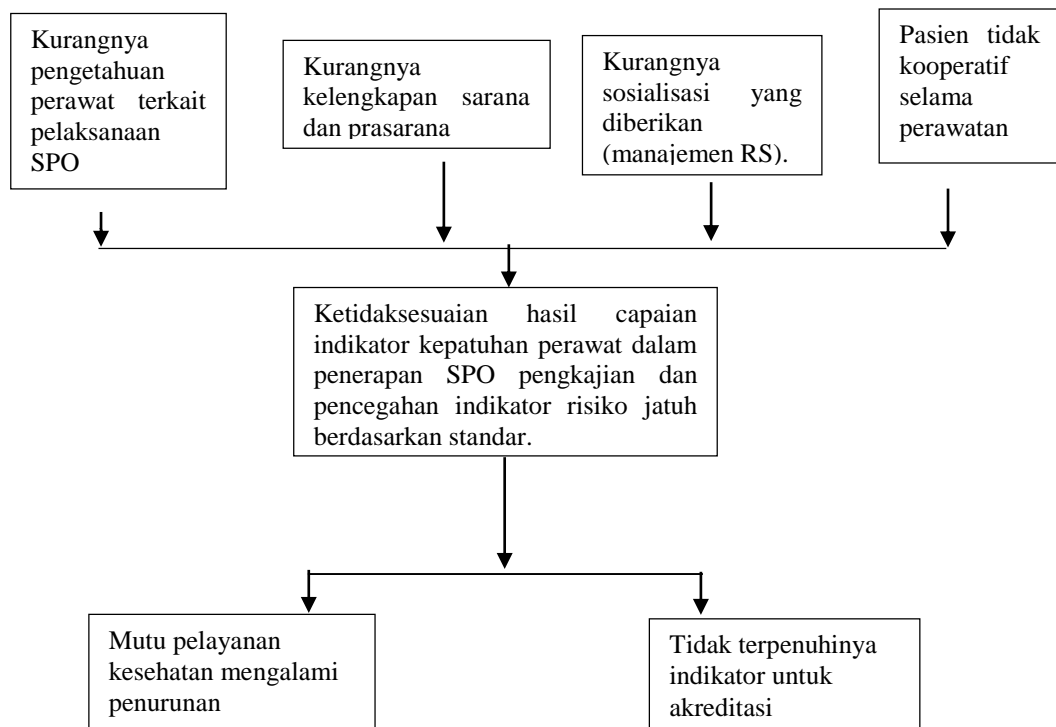 Kurangnya
pengetahuan
perawat terkait
pelaksanaan
SPO
Kurangnya
kelengkapan sarana
dan prasarana
Kurangnya
sosialisasi yang
diberikan
(manajemen RS).
Pasien tidak
kooperatif
selama
perawatan
Ketidaksesuaian hasil capaian
indikator kepatuhan perawat dalam
penerapan SPO pengkajian dan
pencegahan indikator risiko jatuh
berdasarkan standar.
Mutu pelayanan
kesehatan mengalami
penurunan
Tidak terpenuhinya
indikator untuk
akreditasi